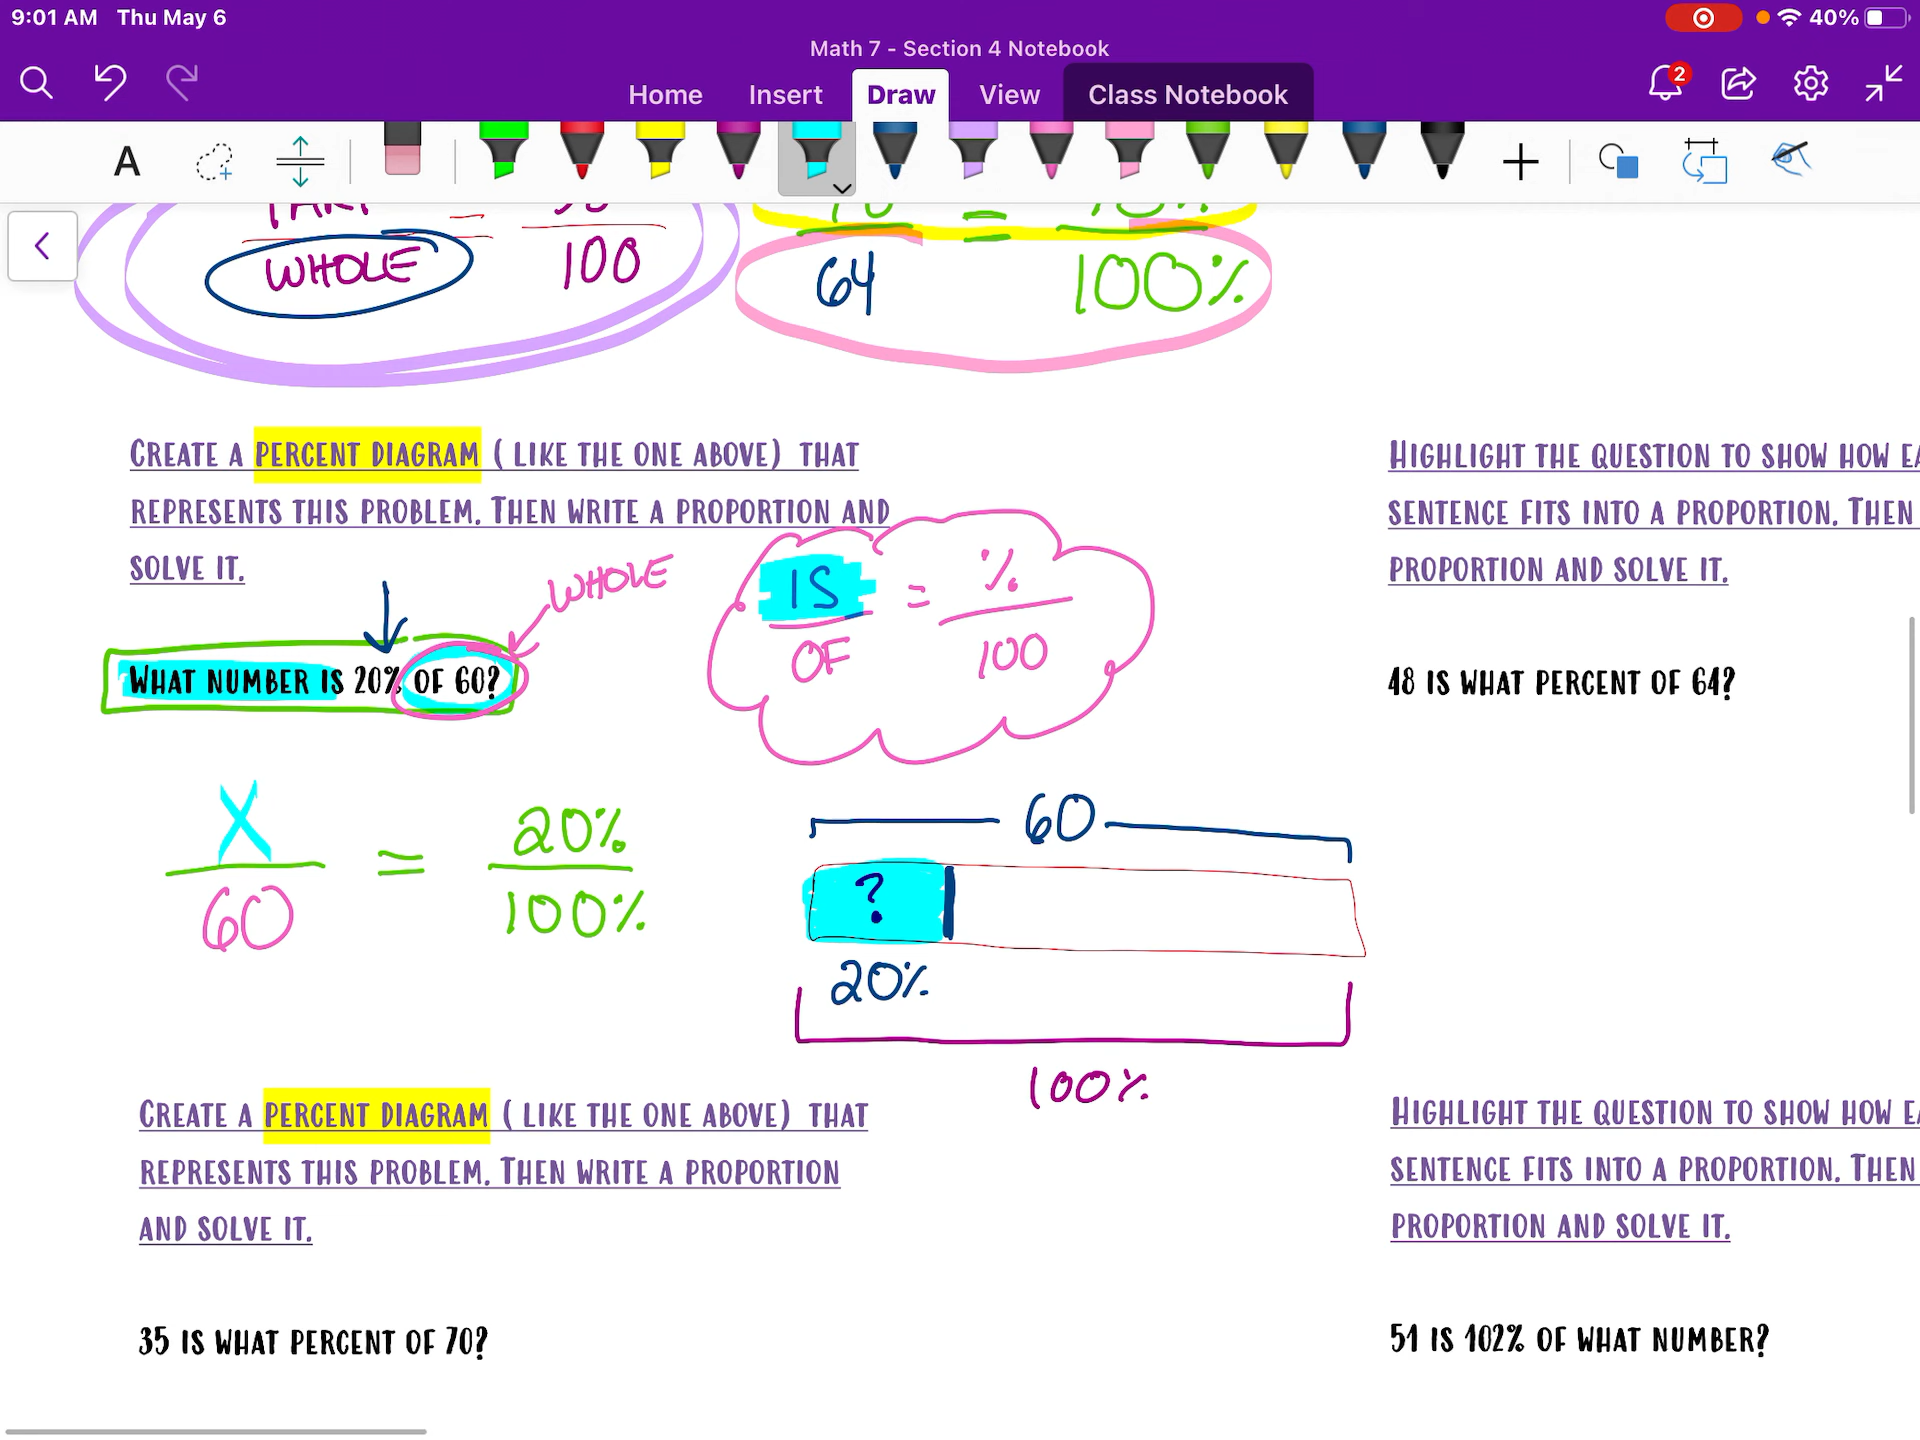 9:01 AM Thu May 6
40%
Math 7 - Section 4 Notebook
Home Insert Draw View Class Notebook
2
A
WHOLE = 100
64 = 100%
CREATE A PERCENT DIAGRAM ( LIKE THE ONE ABOVE) THAT
REPRESENTS THIS PROBLEM. THEN WRITE A PROPORTION AND
SOLVE IT.
WHOLE
IS = %
OF 100
WHAT NUMBER IS 20% OF 60?
X = 20%
60 100%
60
?
20%
100%
HIGHLIGHT THE QUESTION TO SHOW HOW
SENTENCE FITS INTO A PROPORTION. THEN
PROPORTION AND SOLVE IT.
48 IS WHAT PERCENT OF 64?
CREATE A PERCENT DIAGRAM ( LIKE THE ONE ABOVE) THAT
REPRESENTS THIS PROBLEM. THEN WRITE A PROPORTION
AND SOLVE IT.
35 IS WHAT PERCENT OF 70?
HIGHLIGHT THE QUESTION TO SHOW HOW
SENTENCE FITS INTO A PROPORTION. THEN
PROPORTION AND SOLVE IT.
51 IS 102% OF WHAT NUMBER?